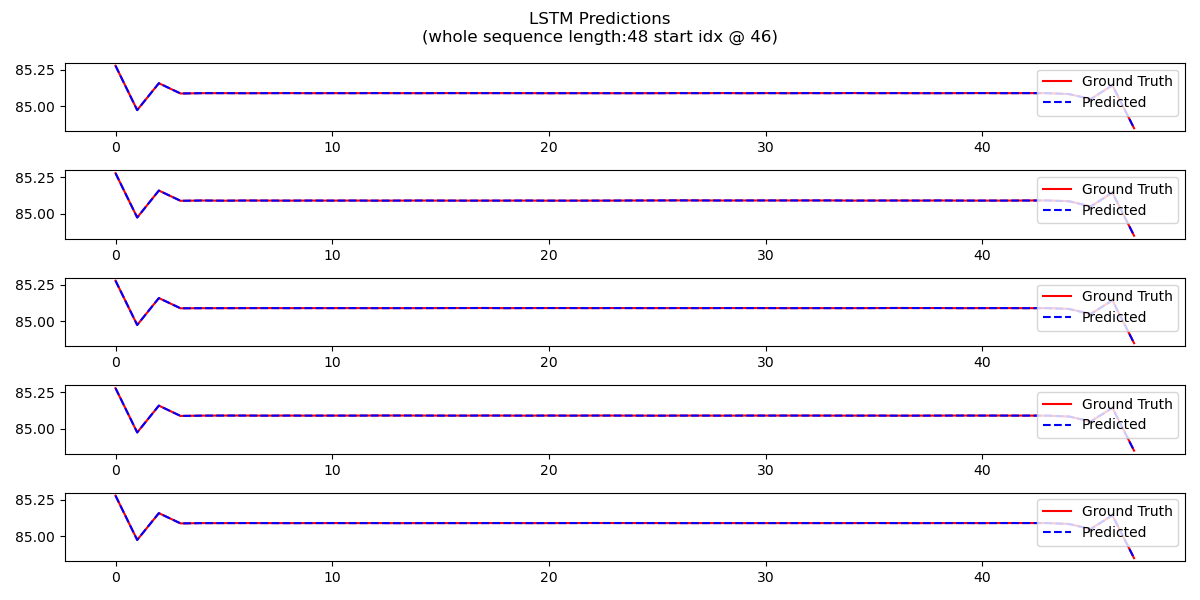 LSTM Predictions
(whole sequence length:48 start idx @ 46)
85.25
85.00
Ground Truth
Predicted
0 10 20 30 40
85.25
85.00
Ground Truth
Predicted
0 10 20 30 40
85.25
85.00
Ground Truth
Predicted
0 10 20 30 40
85.25
85.00
Ground Truth
Predicted
0 10 20 30 40
85.25
85.00
Ground Truth
Predicted
0 10 20 30 40